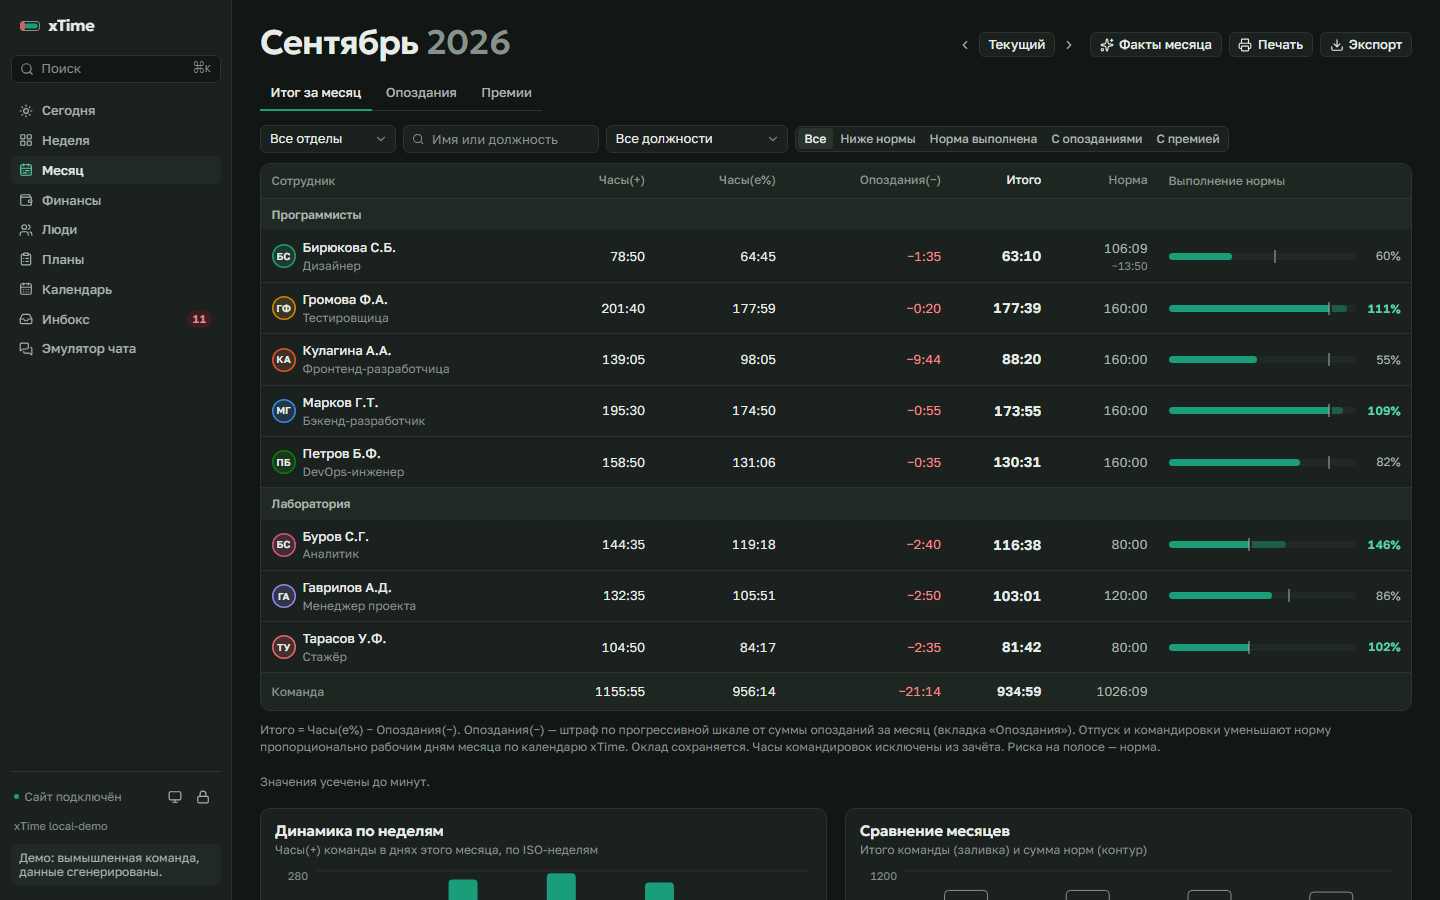 xTime
Поиск
⌘K
Сегодня
Неделя
Месяц
Финансы
Люди
Планы
Календарь
Инбокс 11
Эмулятор чата
Сайт подключён
xTime local-demo
Демо: вымышленная команда,
данные сгенерированы.
Сентябрь 2026
Текущий
Факты месяца
Печать
Экспорт
Итог за месяц Опоздания Премии
Все отделы
Имя или должность
Все должности
Все Ниже нормы Норма выполнена С опозданиями С премией
Сотрудник Часы(+) Часы(е%) Опоздания(−) Итого Норма Выполнение нормы
Программисты
БС Бирюкова С.Б. 78:50 64:45 −1:35 63:10 106:09 60%
Дизайнер −13:50
ГФ Громова Ф.А. 201:40 177:59 −0:20 177:39 160:00 111%
Тестировщица
КА Кулагина А.А. 139:05 98:05 −9:44 88:20 160:00 55%
Фронтенд-разработчица
МГ Марков Г.Т. 195:30 174:50 −0:55 173:55 160:00 109%
Бэкенд-разработчик
ПБ Петров Б.Ф. 158:50 131:06 −0:35 130:31 160:00 82%
DevOps-инженер
Лаборатория
БС Буров С.Г. 144:35 119:18 −2:40 116:38 80:00 146%
Аналитик
ГА Гаврилов А.Д. 132:35 105:51 −2:50 103:01 120:00 86%
Менеджер проекта
ТУ Тарасов У.Ф. 104:50 84:17 −2:35 81:42 80:00 102%
Стажёр
Команда 1155:55 956:14 −21:14 934:59 1026:09
Итого = Часы(е%) − Опоздания(−). Опоздания(−) — штраф по прогрессивной шкале от суммы опозданий за месяц (вкладка «Опоздания»). Отпуск и командировки уменьшают норму
пропорционально рабочим дням месяца по календарю xTime. Оклад сохраняется. Часы командировок исключены из зачёта. Риска на полосе — норма.
Значения усечены до минут.
Динамика по неделям
Часы(+) команды в днях этого месяца, по ISO-неделям
280
Сравнение месяцев
Итого команды (заливка) и сумма норм (контур)
1200